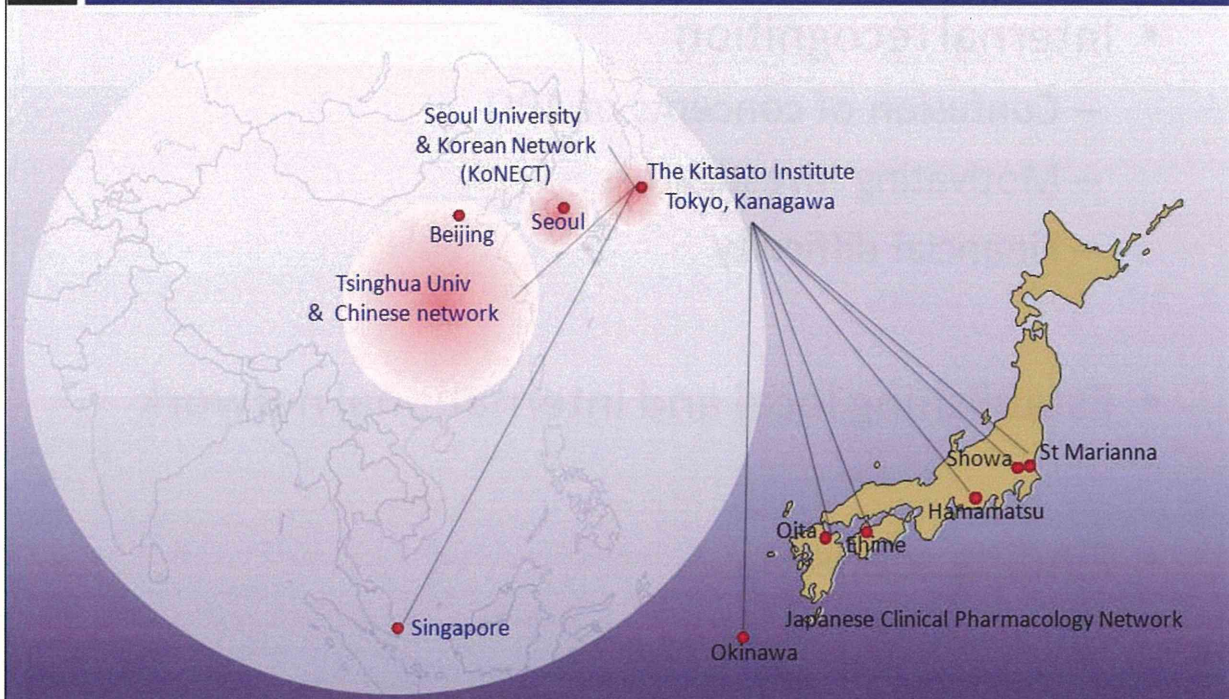 Seoul University
& Korean Network
(KoNECT)
The Kitasato Institute
Tokyo, Kanagawa
Seoul
Beijing
Tsinghua Univ
& Chinese network
Singapore
Showa
St Marianna
Hamamatsu
Oita
Ehime
Japanese Clinical Pharmacology Network
Okinawa